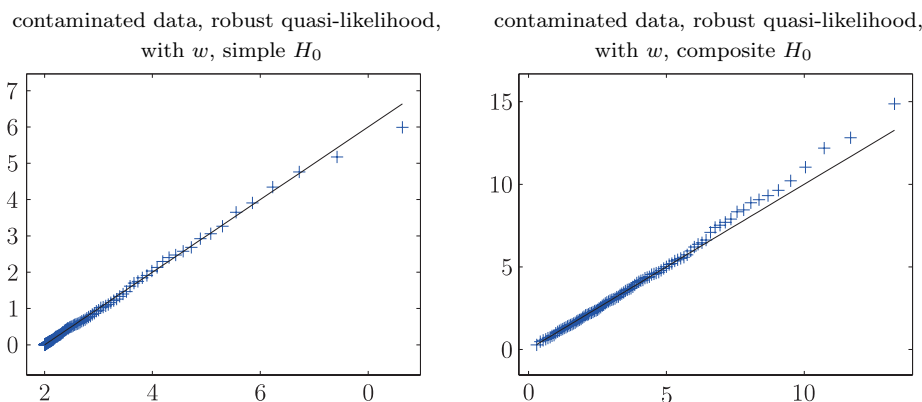 contaminated data, robust quasi-likelihood,
with w, simple H0
7
6
5
4
3
2
1
0
2 4 6 0
contaminated data, robust quasi-likelihood,
with w, composite H0
15
10
5
0
0 5 10